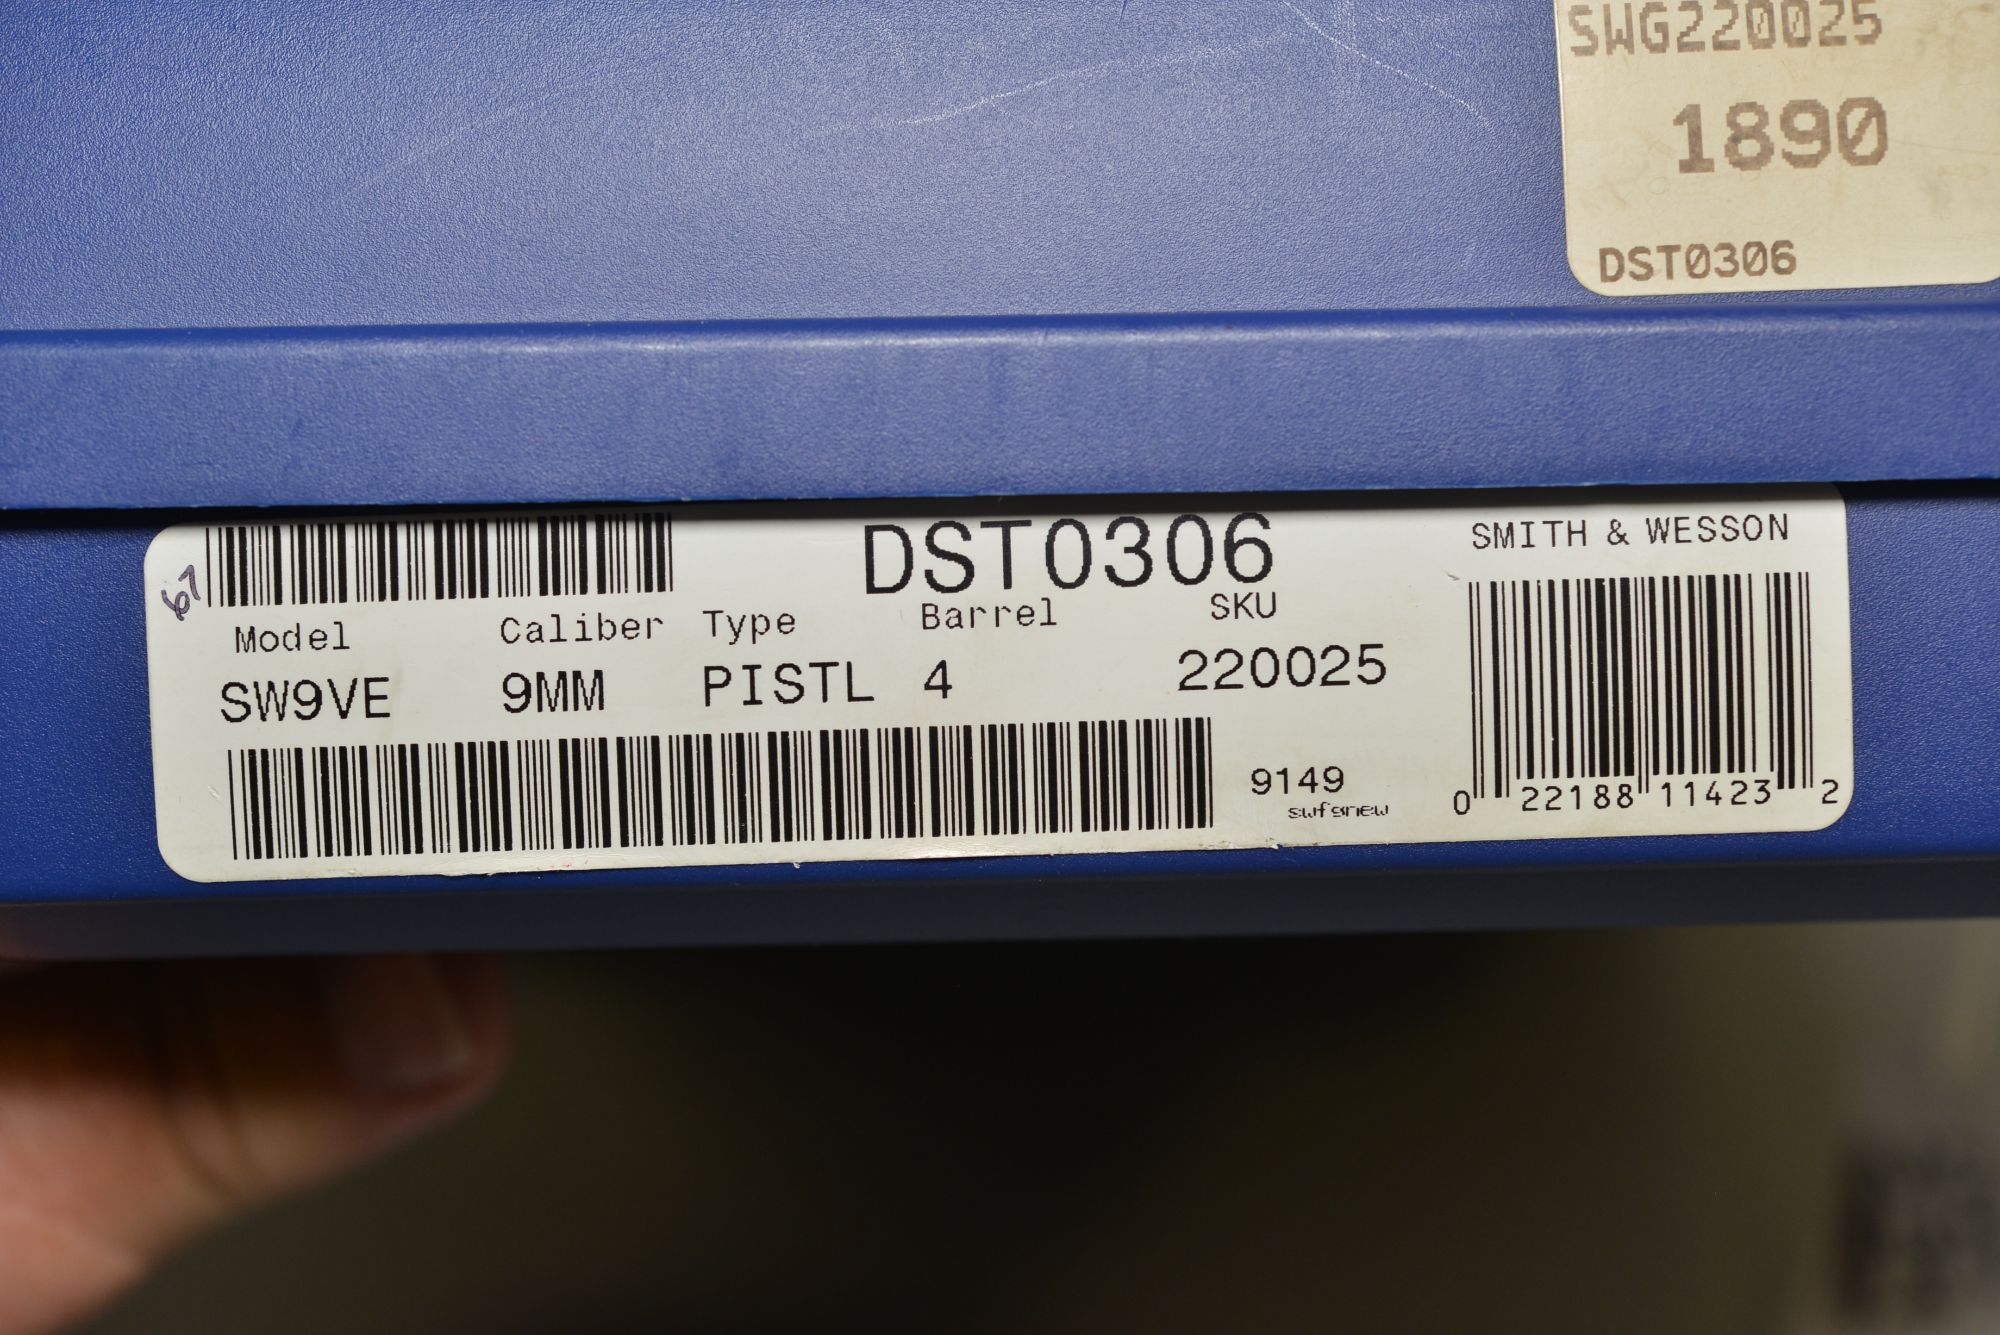 SWG220025
1890
DST0306
67
DST0306
SMITH & WESSON
Model Caliber Type Barrel SKU
SW9VE 9MM PISTL 4 220025
9149
swfgnew
0 22188 11423 2